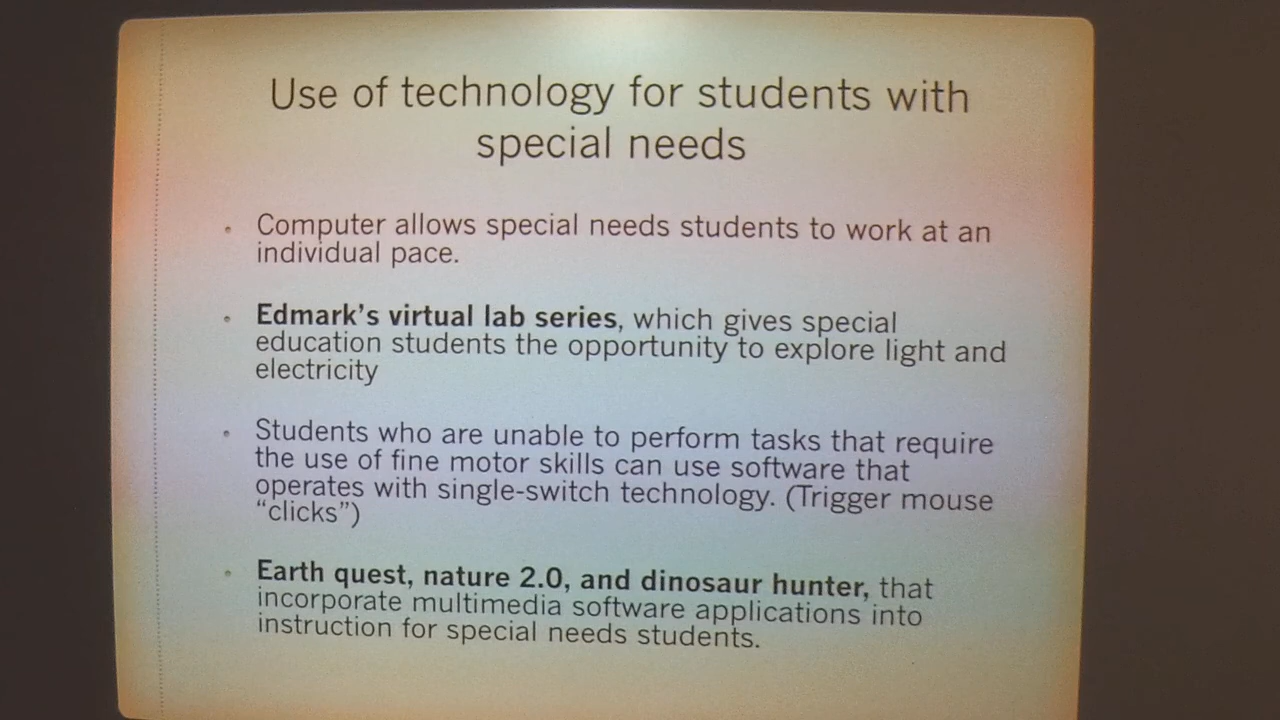 Use of technology for students with
special needs
• Computer allows special needs students to work at an
individual pace.
• Edmark's virtual lab series, which gives special
education students the opportunity to explore light and
electricity
• Students who are unable to perform tasks that require
the use of fine motor skills can use software that
operates with single-switch technology. (Trigger mouse
“clicks”)
• Earth quest, nature 2.0, and dinosaur hunter, that
incorporate multimedia software applications into
instruction for special needs students.